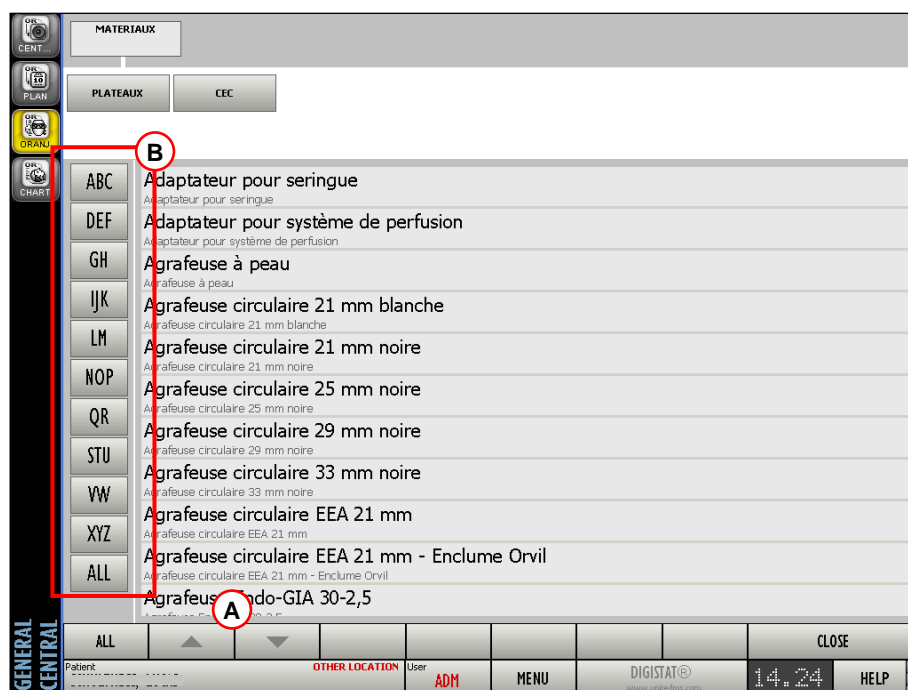 OR
CENT...
OR
10
PLAN
OR
ORANJ
OR
CHART
MATERIAUX
PLATEAUX CEC
B
ABC
DEF
GH
IJK
LM
NOP
QR
STU
VW
XYZ
ALL
Adaptateur pour seringue
Adaptateur pour seringue
Adaptateur pour système de perfusion
Adaptateur pour système de perfusion
Agrafeuse à peau
Agrafeuse à peau
Agrafeuse circulaire 21 mm blanche
Agrafeuse circulaire 21 mm blanche
Agrafeuse circulaire 21 mm noire
Agrafeuse circulaire 21 mm noire
Agrafeuse circulaire 25 mm noire
Agrafeuse circulaire 25 mm noire
Agrafeuse circulaire 29 mm noire
Agrafeuse circulaire 29 mm noire
Agrafeuse circulaire 33 mm noire
Agrafeuse circulaire 33 mm noire
Agrafeuse circulaire EEA 21 mm
Agrafeuse circulaire EEA 21 mm
Agrafeuse circulaire EEA 21 mm - Enclume Orvil
Agrafeuse circulaire EEA 21 mm - Enclume Orvil
Agrafeuse Endo-GIA 30-2,5
A
ALL CLOSE
GENERAL
CENTRAL
Patient OTHER LOCATION User
ADM MENU DIGISTAT® 14.24 HELP